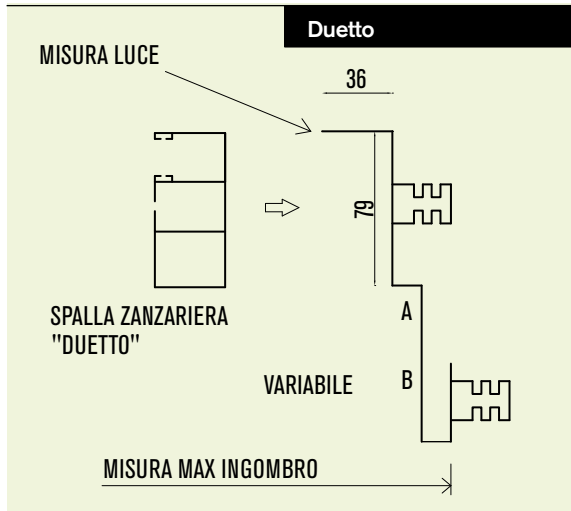 Duetto
MISURA LUCE
36
79
SPALLA ZANZARIERA
"DUETTO"
A
VARIABILE
B
MISURA MAX INGOMBRO